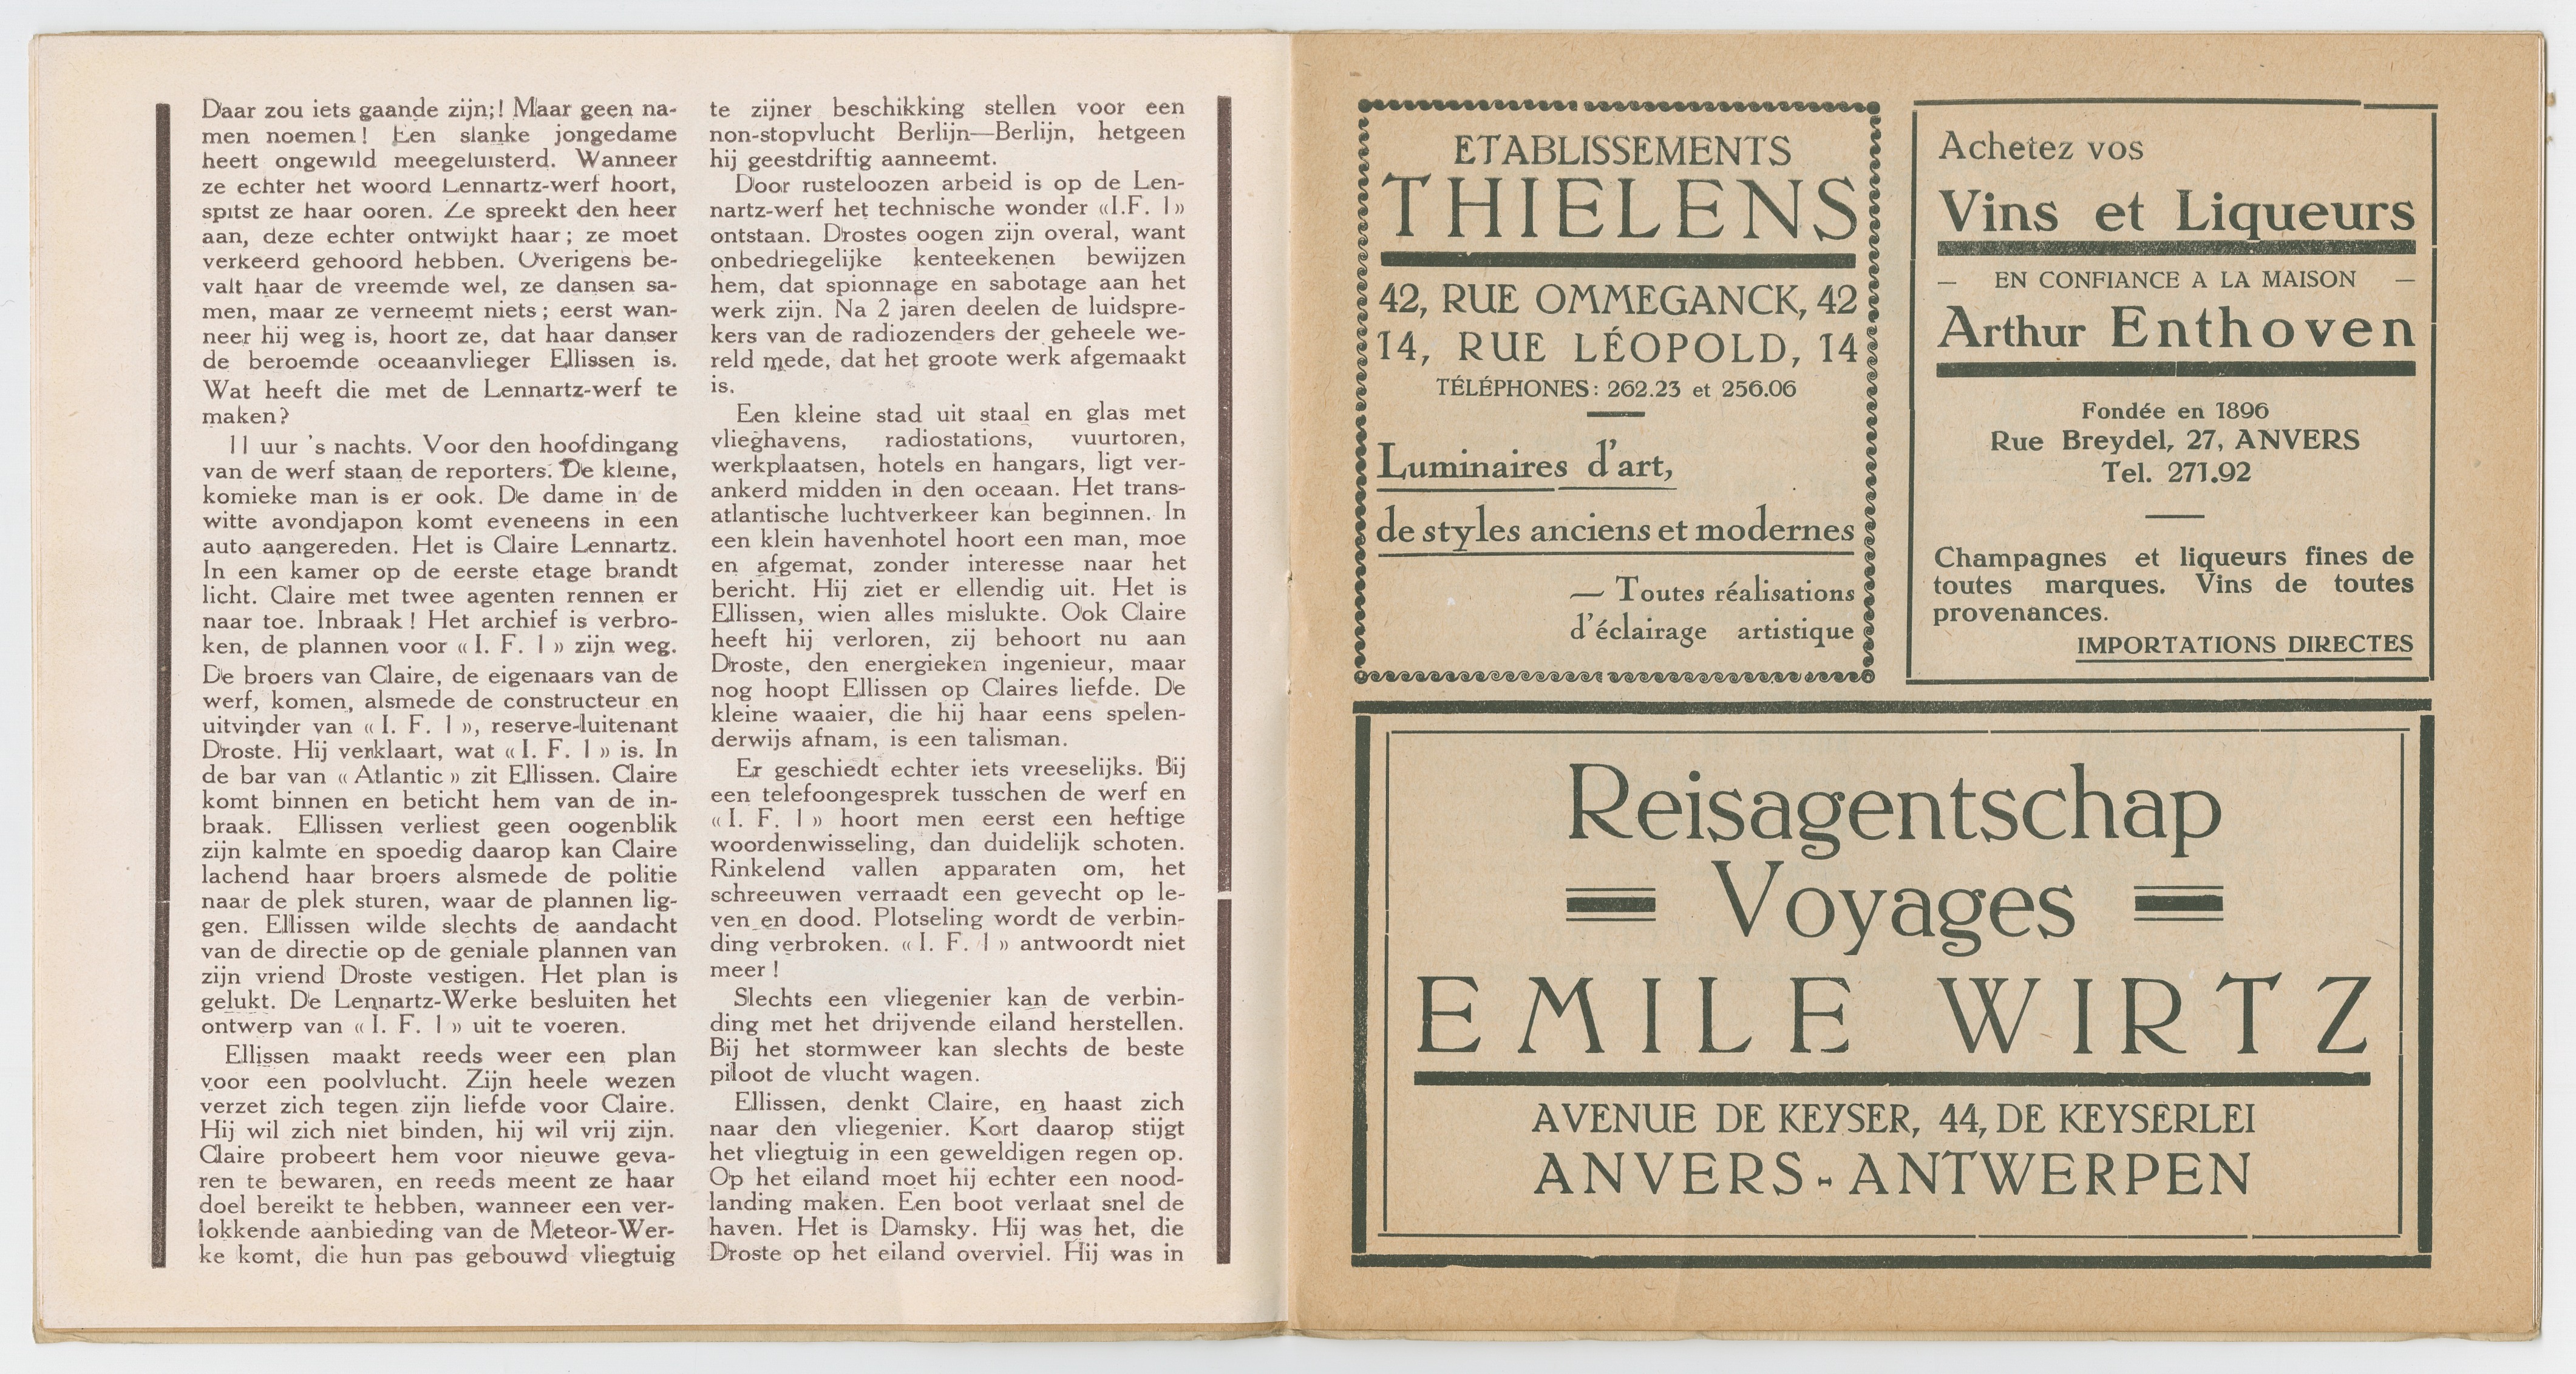 Daar zou iets gaande zijn;! Maar geen na-
men noemen! Een slanke jongedame
heeft ongewild meegeluisterd. Wanneer
ze echter het woord Lennartz-werf hoort,
spitst ze haar ooren. Ze spreekt den heer
aan, deze echter ontwijkt haar; ze moet
verkeerd gehoord hebben. Overigens be-
valt haar de vreemde wel, ze dansen sa-
men, maar ze verneemt niets; eerst wan-
neer hij weg is, hoort ze, dat haar danser
de beroemde oceaanvlieger Ellissen is.
Wat heeft die met de Lennartz-werf te
maken?
11 uur 's nachts. Voor den hoofdingang
van de werf staan de reporters. De kleine,
komieke man is er ook. De dame in de
witte avondjapon komt eveneens in een
auto aangereden. Het is Claire Lennartz.
In een kamer op de eerste etage brandt
licht. Claire met twee agenten rennen er
naar toe. Inbraak! Het archief is verbro-
ken, de plannen voor « I. F. 1 » zijn weg.
De broers van Claire, de eigenaars van de
werf, komen, alsmede de constructeur en
uitvinder van « I. F. 1 », reserve-luitenant
Droste. Hij verklaart, wat « I. F. 1 » is. In
de bar van « Atlantic » zit Ellissen. Claire
komt binnen en beticht hem van de in-
braak. Ellissen verliest geen oogenblik
zijn kalmte en spoedig daarop kan Claire
lachend haar broers alsmede de politie
naar de plek sturen, waar de plannen lig-
gen. Ellissen wilde slechts de aandacht
van de directie op de geniale plannen van
zijn vriend Droste vestigen. Het plan is
gelukt. De Lennartz-Werke besluiten het
ontwerp van « I. F. 1 » uit te voeren.
Ellissen maakt reeds weer een plan
voor een poolvlucht. Zijn heele wezen
verzet zich tegen zijn liefde voor Claire.
Hij wil zich niet binden, hij wil vrij zijn.
Claire probeert hem voor nieuwe geva-
ren te bewaren, en reeds meent ze haar
doel bereikt te hebben, wanneer een ver-
lokkende aanbieding van de Meteor-Wer-
ke komt, die hun pas gebouwd vliegtuig
te zijner beschikking stellen voor een
non-stopvlucht Berlijn—Berlijn, hetgeen
hij geestdriftig aanneemt.
Door rusteloozen arbeid is op de Len-
nartz-werf het technische wonder «I.F. 1»
ontstaan. Drostes oogen zijn overal, want
onbedriegelijke kenteekenen bewijzen
hem, dat spionnage en sabotage aan het
werk zijn. Na 2 jaren deelen de luidspre-
kers van de radiozenders der geheele we-
reld mede, dat het groote werk afgemaakt
is.
Een kleine stad uit staal en glas met
vlieghavens, radiostations, vuurtoren,
werkplaatsen, hotels en hangars, ligt ver-
ankerd midden in den oceaan. Het trans-
atlantische luchtverkeer kan beginnen. In
een klein havenhotel hoort een man, moe
en afgemat, zonder interesse naar het
bericht. Hij ziet er ellendig uit. Het is
Ellissen, wien alles mislukte. Ook Claire
heeft hij verloren, zij behoort nu aan
Droste, den energieken ingenieur, maar
nog hoopt Ellissen op Claires liefde. De
kleine waaier, die hij haar eens spelen-
derwijs afnam, is een talisman.
Er geschiedt echter iets vreeselijks. Bij
een telefoongesprek tusschen de werf en
« I. F. 1 » hoort men eerst een heftige
woordenwisseling, dan duidelijk schoten.
Rinkelend vallen apparaten om, het
schreeuwen verraadt een gevecht op le-
ven en dood. Plotseling wordt de verbin-
ding verbroken. « I. F. 1 » antwoordt niet
meer!
Slechts een vliegenier kan de verbin-
ding met het drijvende eiland herstellen.
Bij het stormweer kan slechts de beste
piloot de vlucht wagen.
Ellissen, denkt Claire, en haast zich
naar den vliegenier. Kort daarop stijgt
het vliegtuig in een geweldigen regen op.
Op het eiland moet hij echter een nood-
landing maken. Een boot verlaat snel de
haven. Het is Damsky. Hij was het, die
Droste op het eiland overviel. Hij was in
ETABLISSEMENTS
THIELENS
42, RUE OMMEGANCK, 42
14, RUE LÉOPOLD, 14
TÉLÉPHONES: 262.23 et 256.06
Luminaires d'art,
de styles anciens et modernes
— Toutes réalisations
d'éclairage artistique
Achetez vos
Vins et Liqueurs
— EN CONFIANCE A LA MAISON —
Arthur Enthoven
Fondée en 1896
Rue Breydel, 27, ANVERS
Tel. 271.92
Champagnes et liqueurs fines de
toutes marques. Vins de toutes
provenances.
IMPORTATIONS DIRECTES
Reisagentschap
Voyages
EMILE WIRTZ
AVENUE DE KEYSER, 44, DE KEYSERLEI
ANVERS - ANTWERPEN